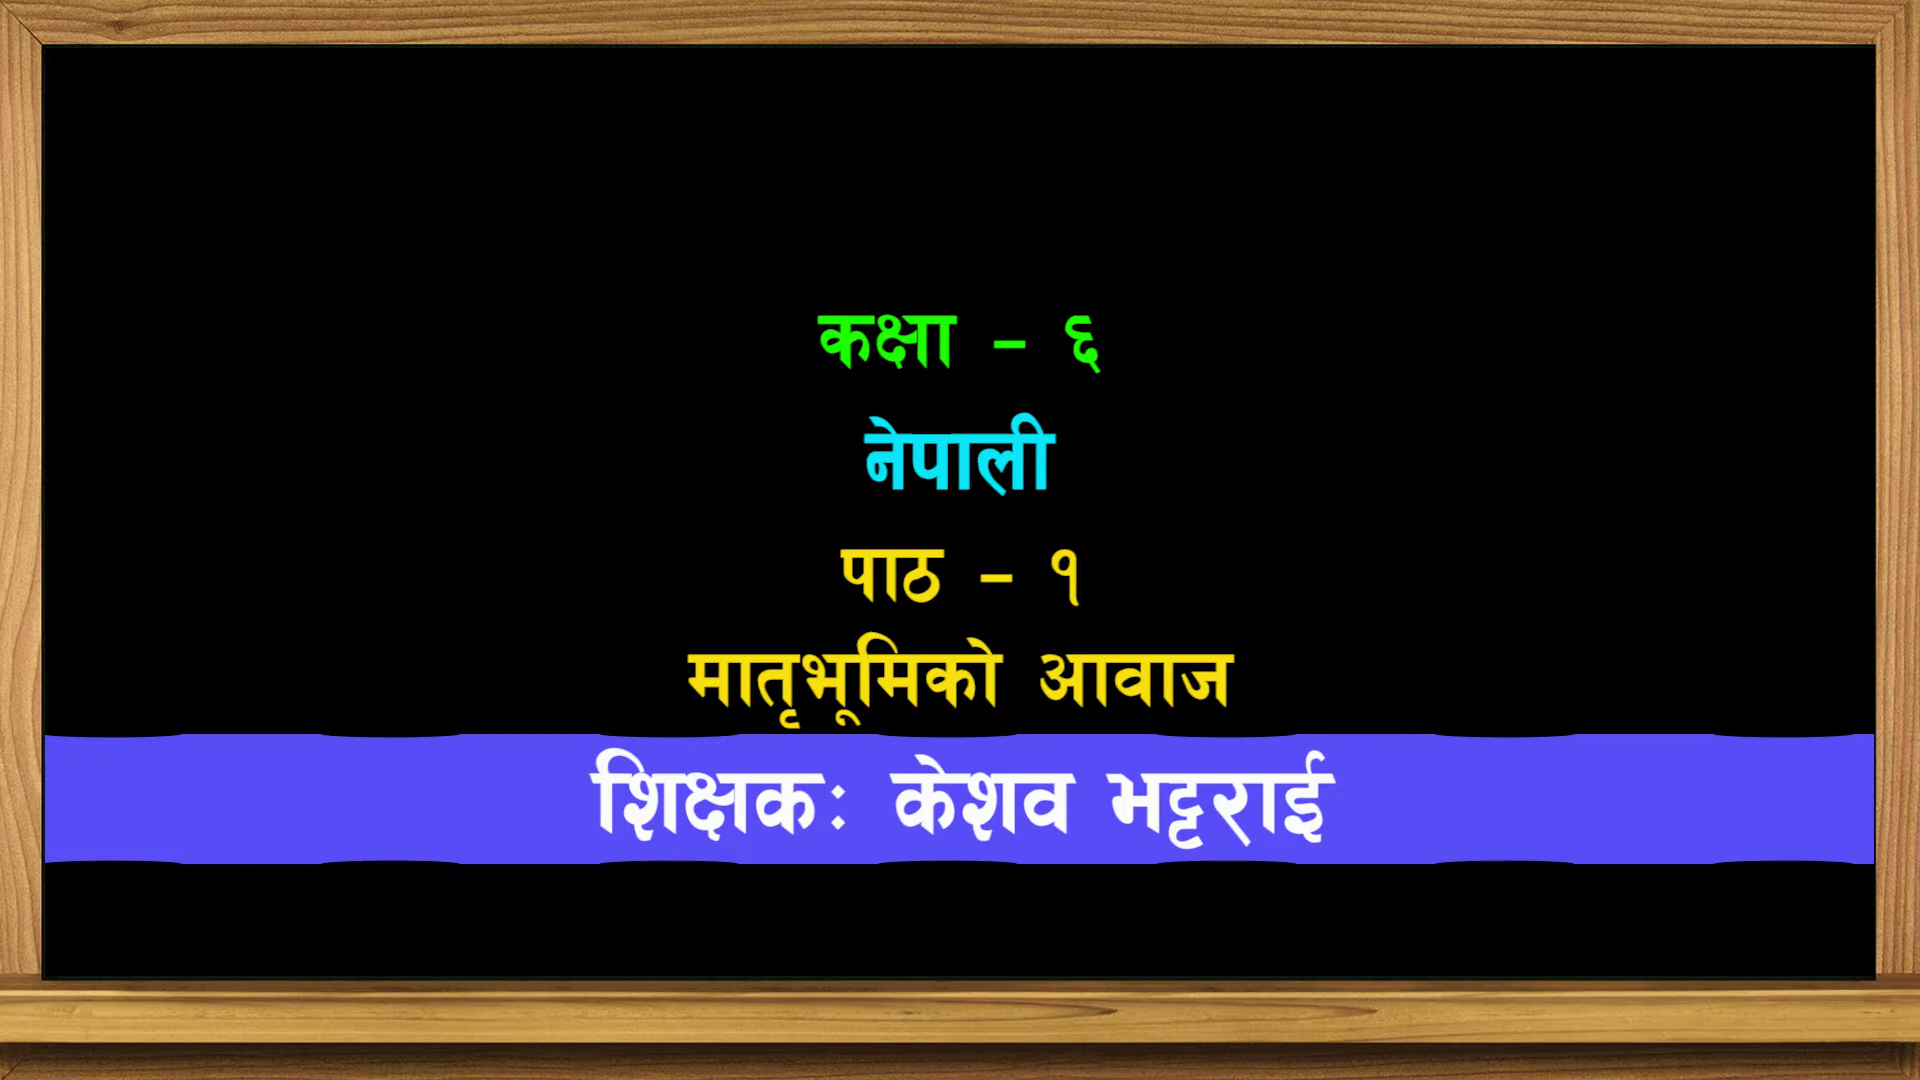 कक्षा – ६
नेपाली
पाठ – १
मातृभूमिको आवाज
शिक्षकः केशव भट्टराई